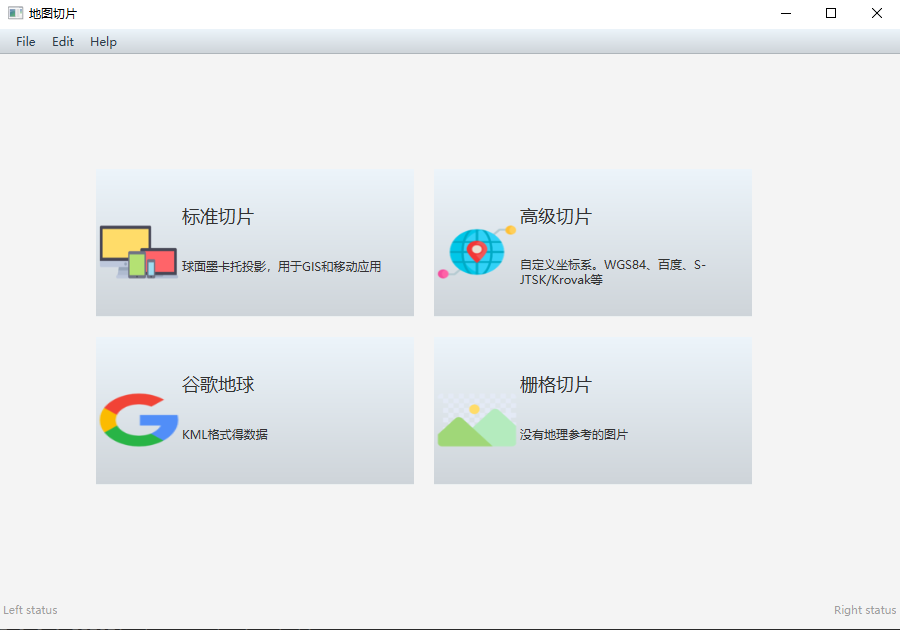 地图切片
File Edit Help
标准切片
球面墨卡托投影，用于GIS和移动应用
高级切片
自定义坐标系。WGS84、百度、S-
JTSK/Krovak等
谷歌地球
KML格式得数据
栅格切片
没有地理参考的图片
Left status
Right status